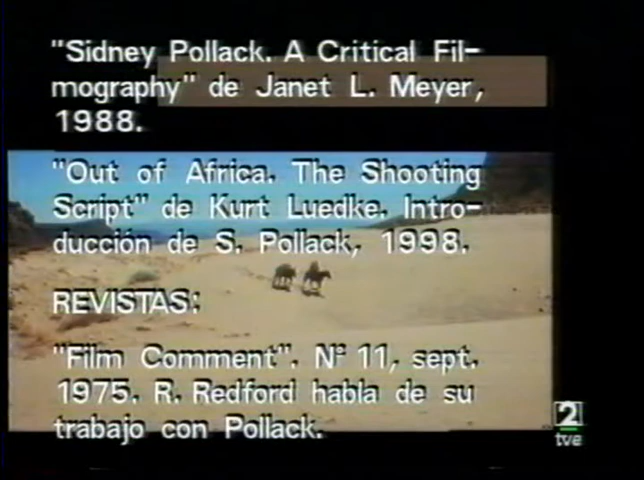 "Sidney Pollack. A Critical Fil-
mography" de Janet L. Meyer,
1988.
"Out of Africa. The Shooting
Script" de Kurt Luedke. Intro-
ducción de S. Pollack, 1998.
REVISTAS:
"Film Comment". Nº 11, sept.
1975. R. Redford habla de su
trabajo con Pollack.
2
tve